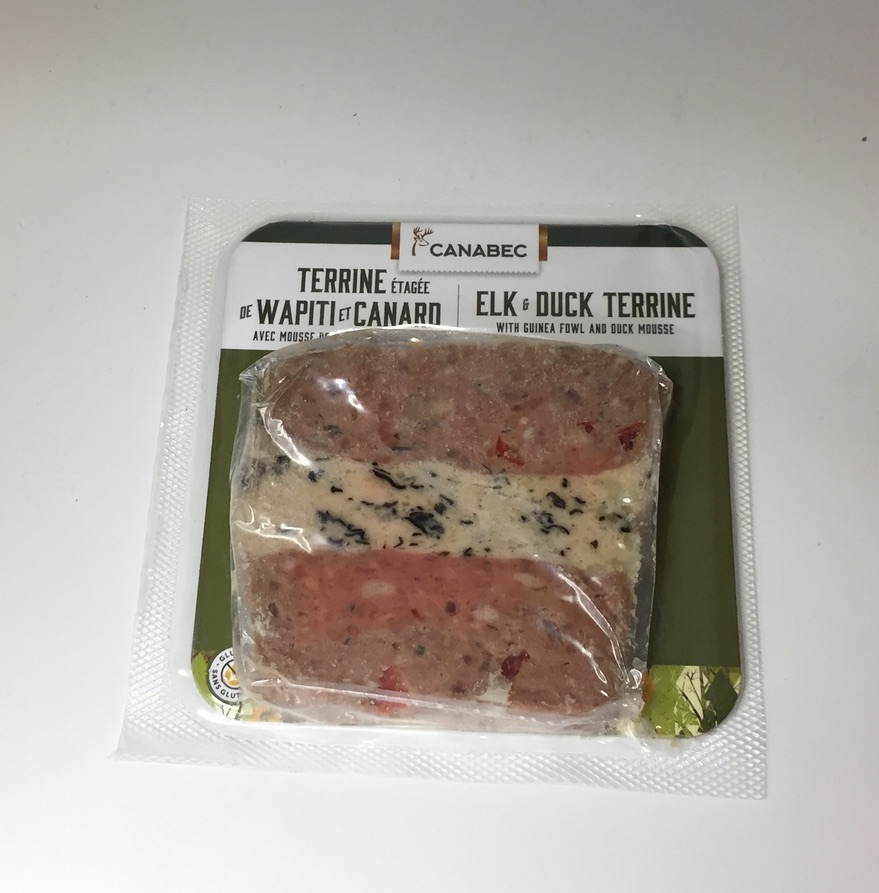 CANABEC
TERRINE ÉTAGÉE
DE WAPITI ET CANARD
AVEC MOUSSE
ELK & DUCK TERRINE
WITH GUINEA FOWL AND DUCK MOUSSE
SANS